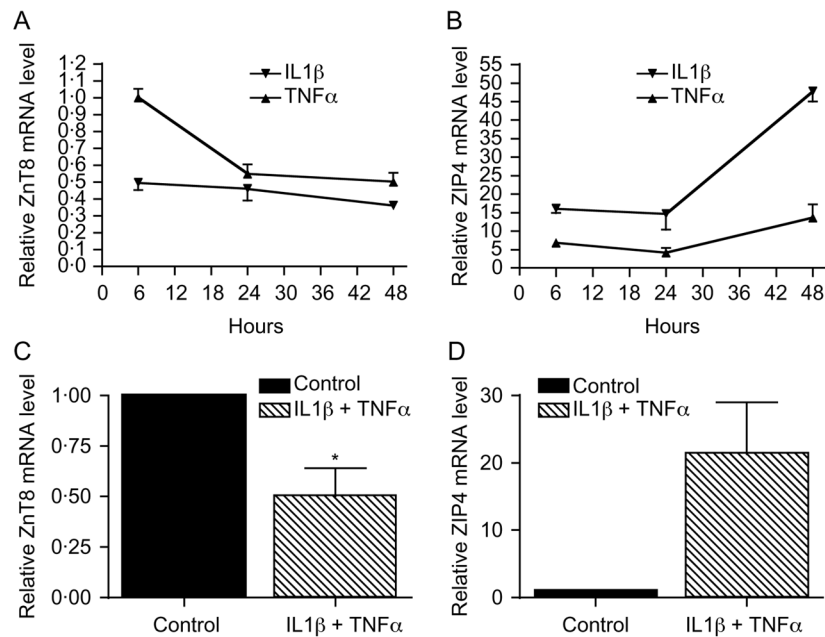 A
Relative ZnT8 mRNA level
1·2
1·1
1·0
0·9
0·8
0·7
0·6
0·5
0·4
0·3
0·2
0·1
0·0
IL1β
TNFα
0 6 12 18 24 30 36 42 48
Hours
B
Relative ZIP4 mRNA level
55
50
45
40
35
30
25
20
15
10
5
0
IL1β
TNFα
0 6 12 18 24 30 36 42 48
Hours
C
Relative ZnT8 mRNA level
1·00
0·75
0·50
0·25
0·00
Control
IL1β + TNFα
*
Control IL1β + TNFα
D
Relative ZIP4 mRNA level
30
20
10
0
Control
IL1β + TNFα
Control IL1β + TNFα